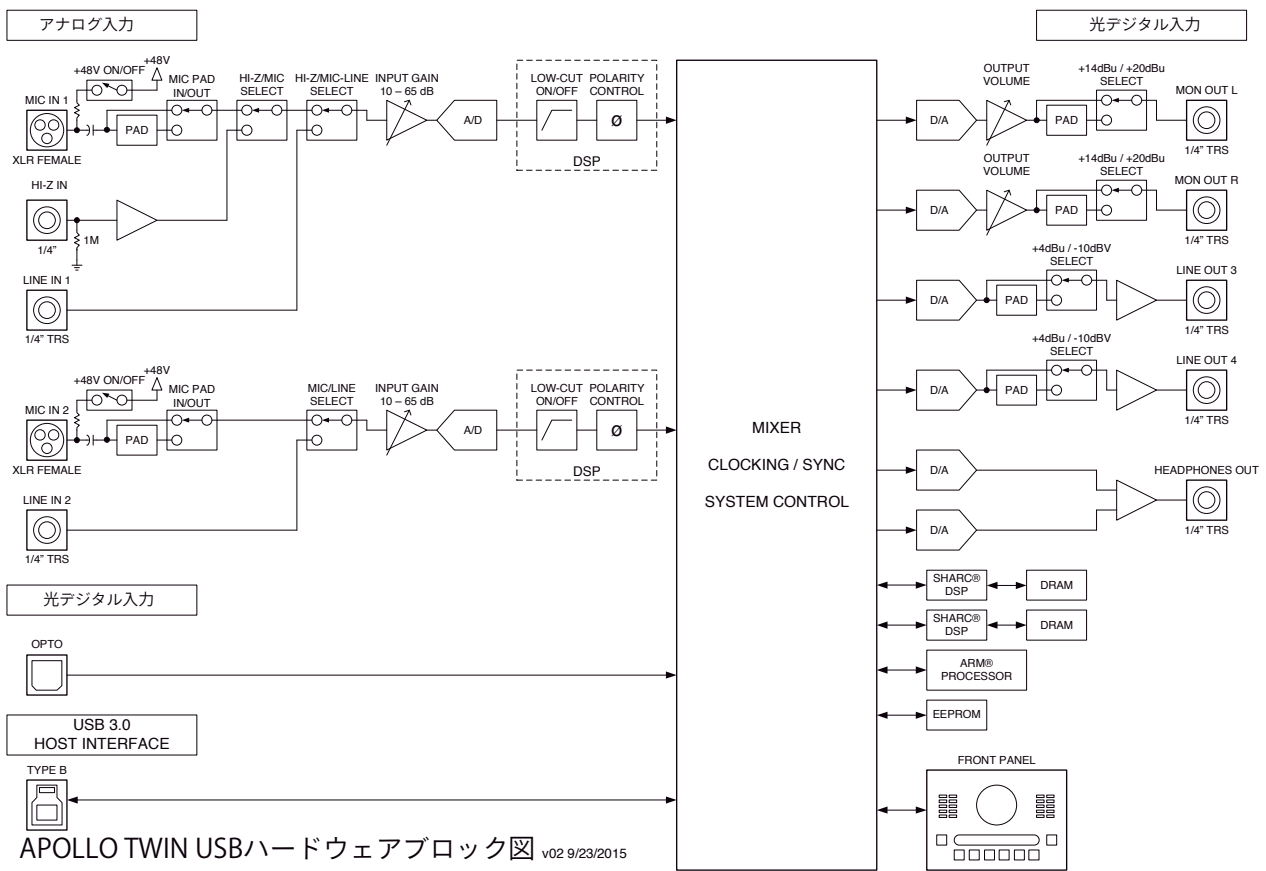 アナログ入力
光デジタル入力
+48V ON/OFF
+48V
MIC IN 1
XLR FEMALE
PAD
MIC PAD
IN/OUT
HI-Z/MIC
SELECT
HI-Z/MIC-LINE
SELECT
INPUT GAIN
10 – 65 dB
A/D
LOW-CUT
ON/OFF
POLARITY
CONTROL
Ø
DSP
HI-Z IN
1/4"
1M
LINE IN 1
1/4" TRS
+48V ON/OFF
+48V
MIC IN 2
XLR FEMALE
PAD
MIC PAD
IN/OUT
MIC/LINE
SELECT
INPUT GAIN
10 – 65 dB
A/D
LOW-CUT
ON/OFF
POLARITY
CONTROL
Ø
DSP
LINE IN 2
1/4" TRS
光デジタル入力
OPTO
USB 3.0
HOST INTERFACE
TYPE B
MIXER
CLOCKING / SYNC
SYSTEM CONTROL
D/A
OUTPUT
VOLUME
PAD
+14dBu / +20dBu
SELECT
MON OUT L
1/4" TRS
D/A
OUTPUT
VOLUME
PAD
+14dBu / +20dBu
SELECT
MON OUT R
1/4" TRS
D/A
PAD
+4dBu / -10dBV
SELECT
LINE OUT 3
1/4" TRS
D/A
PAD
+4dBu / -10dBV
SELECT
LINE OUT 4
1/4" TRS
D/A
D/A
HEADPHONES OUT
1/4" TRS
SHARC®
DSP
DRAM
SHARC®
DSP
DRAM
ARM®
PROCESSOR
EEPROM
FRONT PANEL
APOLLO TWIN USBハードウェアブロック図 v02 9/23/2015